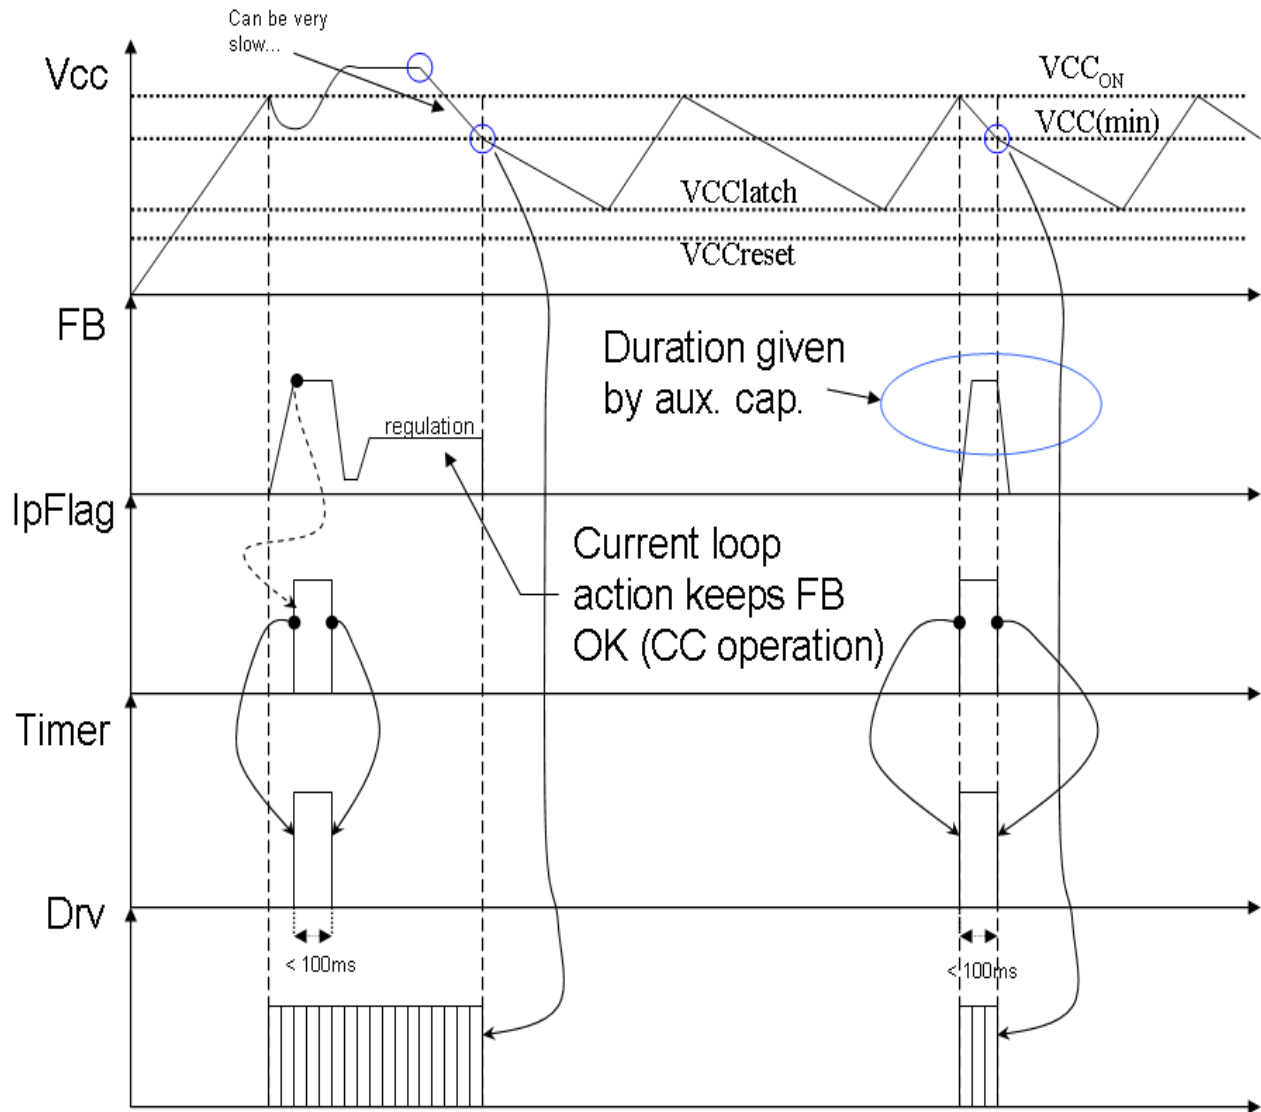 Can be very
slow...
Vcc
VCC_ON
VCC(min)
VCClatch
VCCreset
FB
Duration given
by aux. cap.
regulation
IpFlag
Current loop
action keeps FB
OK (CC operation)
Timer
Drv
< 100ms
< 100ms